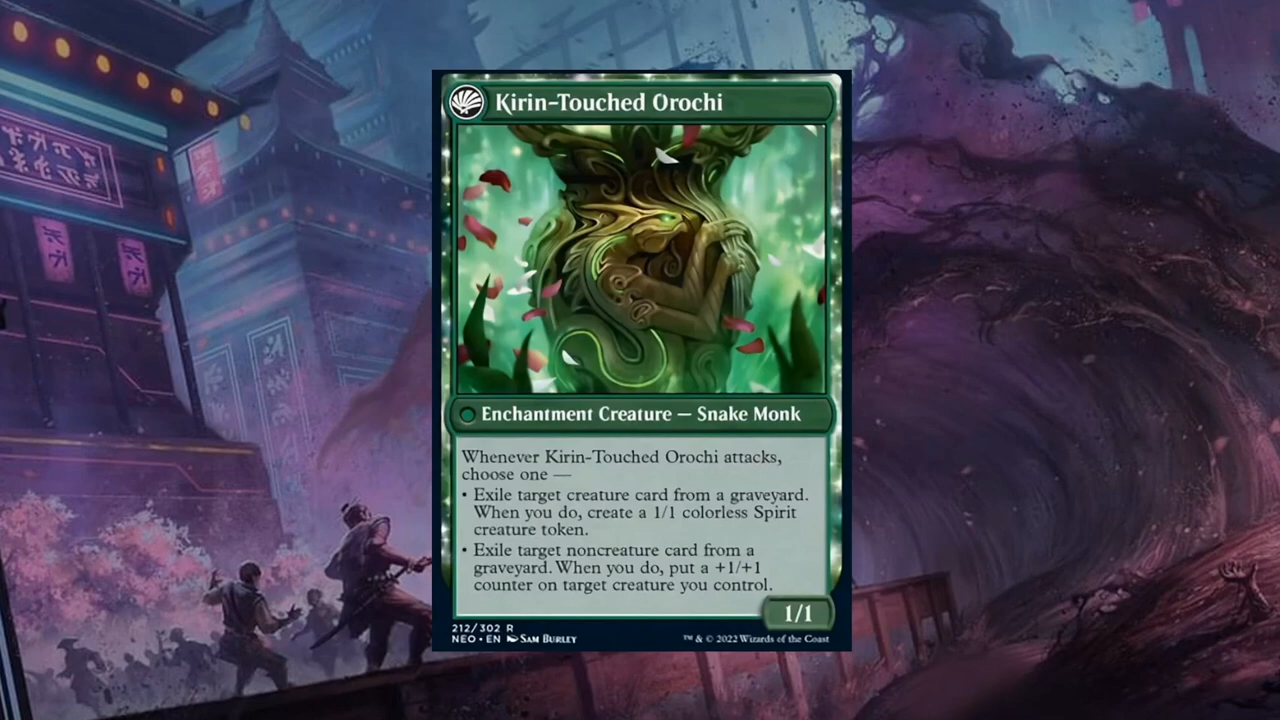 Kirin-Touched Orochi
Enchantment Creature — Snake Monk
Whenever Kirin-Touched Orochi attacks,
choose one —
• Exile target creature card from a graveyard.
When you do, create a 1/1 colorless Spirit
creature token.
• Exile target noncreature card from a
graveyard. When you do, put a +1/+1
counter on target creature you control.
1/1
212/302 R
NEO • EN Sam Burley
™ & © 2022 Wizards of the Coast